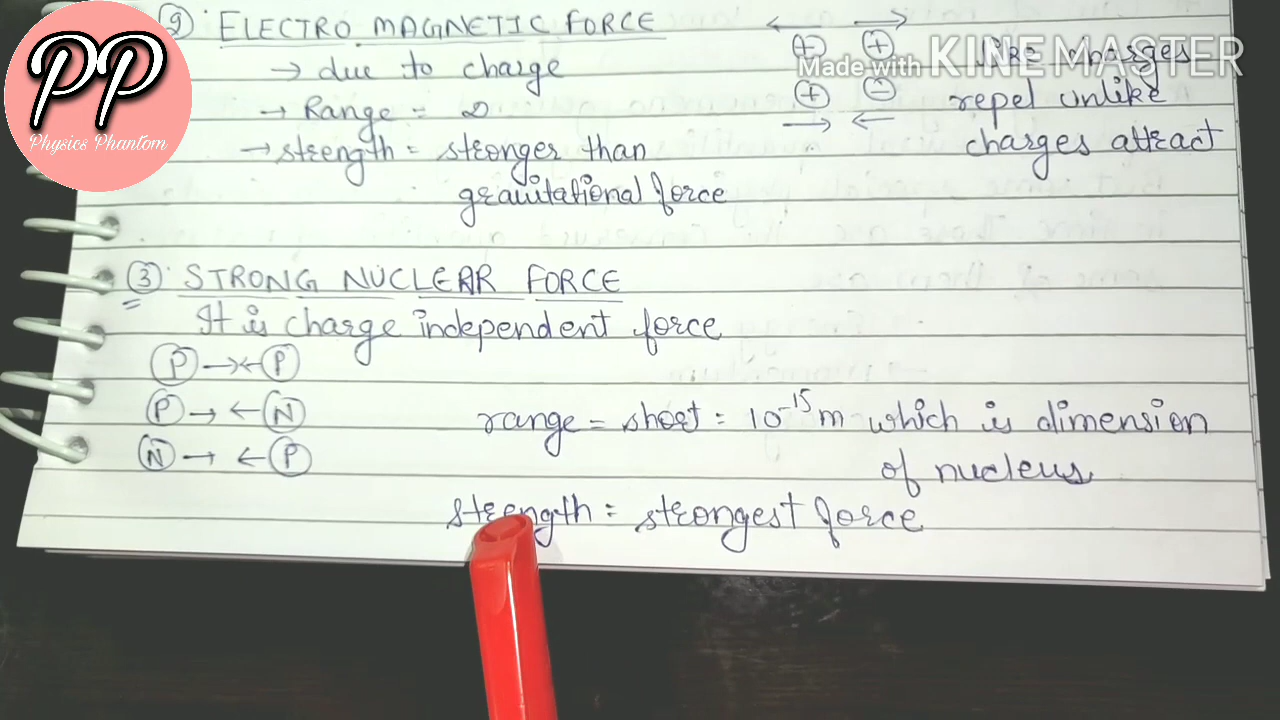 PP
Physics Phantom
Made with KINEMASTER
② ELECTRO MAGNETIC FORCE
→ due to charge
→ Range = ∞
→ strength = stronger than
gravitational force
← →
⊕ ⊕ like charges
⊕ ⊖ repel unlike
→ ← charges attract
③ STRONG NUCLEAR FORCE
It is charge independent force
P →← P
P → ← N
N → ← P
range = short = 10⁻¹⁵ m which is dimension
of nucleus
strength = strongest force